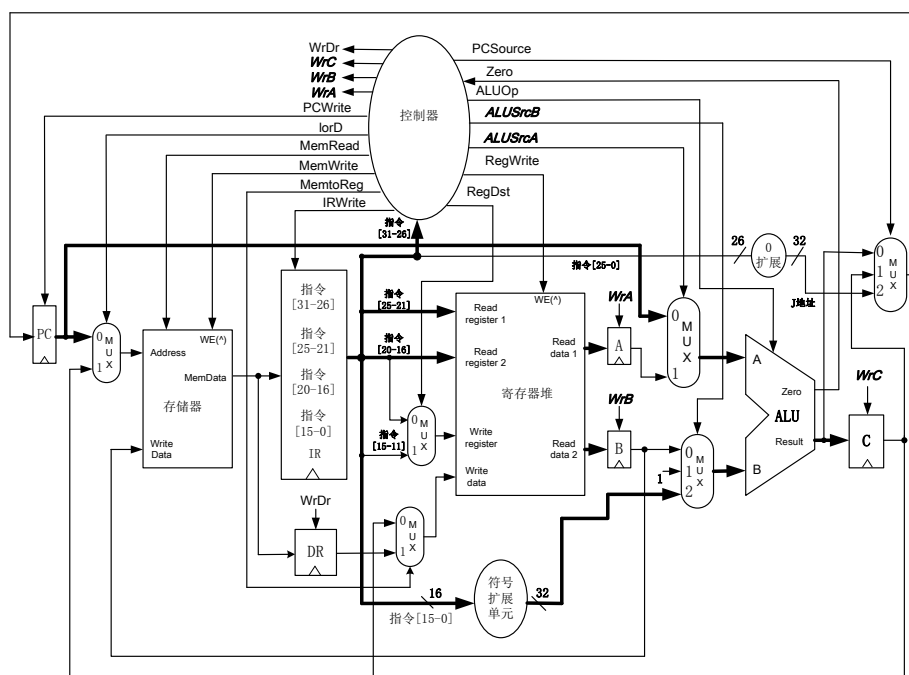 WrDr
WrC
WrB
WrA
PCWrite
IorD
MemRead
MemWrite
MemtoReg
IRWrite
控制器
PCSource
Zero
ALUOp
ALUSrcB
ALUSrcA
RegWrite
RegDst
指令
[31-26]
指令[25-0]
26
0
扩展
32
J地址
0
1
2
M
U
X
PC
0
1
M
U
X
WE(^)
Address
MemData
存储器
Write
Data
指令
[31-26]
指令
[25-21]
指令
[20-16]
指令
[15-0]
IR
指令
[25-21]
指令
[20-16]
指令
[15-11]
0
1
M
U
X
WE(^)
Read
register 1
Read
register 2
Write
register
Write
data
Read
data 1
寄存器堆
Read
data 2
WrA
A
WrB
B
0
M
U
X
1
0
1
2
M
U
X
1
A
B
Zero
ALU
Result
WrC
C
WrDr
DR
0
1
M
U
X
16
指令[15-0]
符号
扩展
单元
32